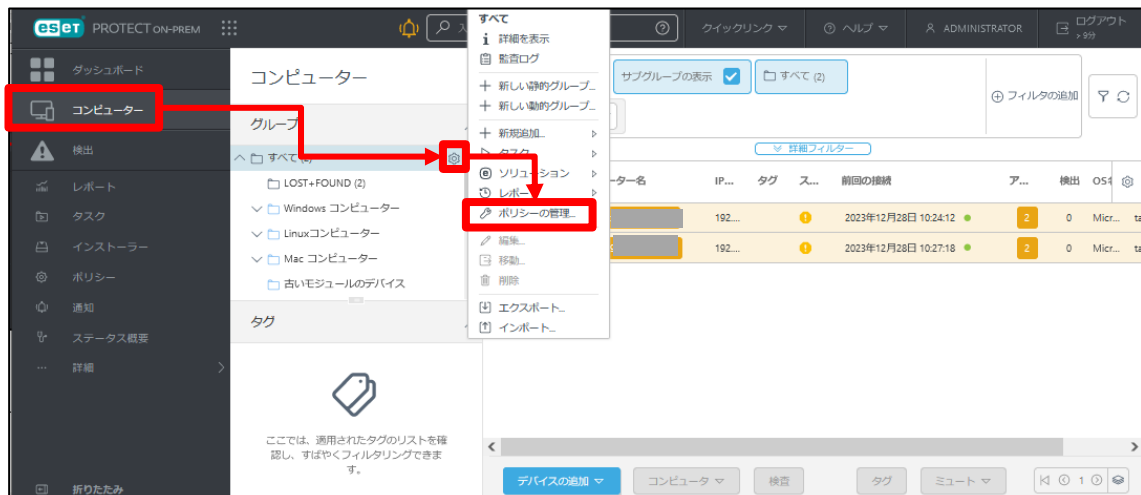 eset PROTECT ON-PREM
クイックリンク
ヘルプ
ADMINISTRATOR
ログアウト
> 9分
ダッシュボード
コンピューター
検出
レポート
タスク
インストーラー
ポリシー
通知
ステータス概要
詳細
折りたたみ
コンピューター
グループ
すべて
LOST+FOUND (2)
Windows コンピューター
Linuxコンピューター
Mac コンピューター
古いモジュールのデバイス
タグ
ここでは、適用されたタグのリストを確
認し、すばやくフィルタリングできま
す。
すべて
詳細を表示
監査ログ
新しい静的グループ...
新しい動的グループ...
新規追加...
タスク
ソリューション
レポート
ポリシーの管理...
編集...
移動...
削除
エクスポート...
インポート...
サブグループの表示
すべて (2)
フィルタの追加
詳細フィルター
ーター名 IP... タグ ス... 前回の接続 ア... 検出 OS
192.... 2023年12月28日 10:24:12 2 0 Micr... ta
192.... 2023年12月28日 10:27:18 2 0 Micr... ta
デバイスの追加
コンピュータ
検査
タグ
ミュート
1